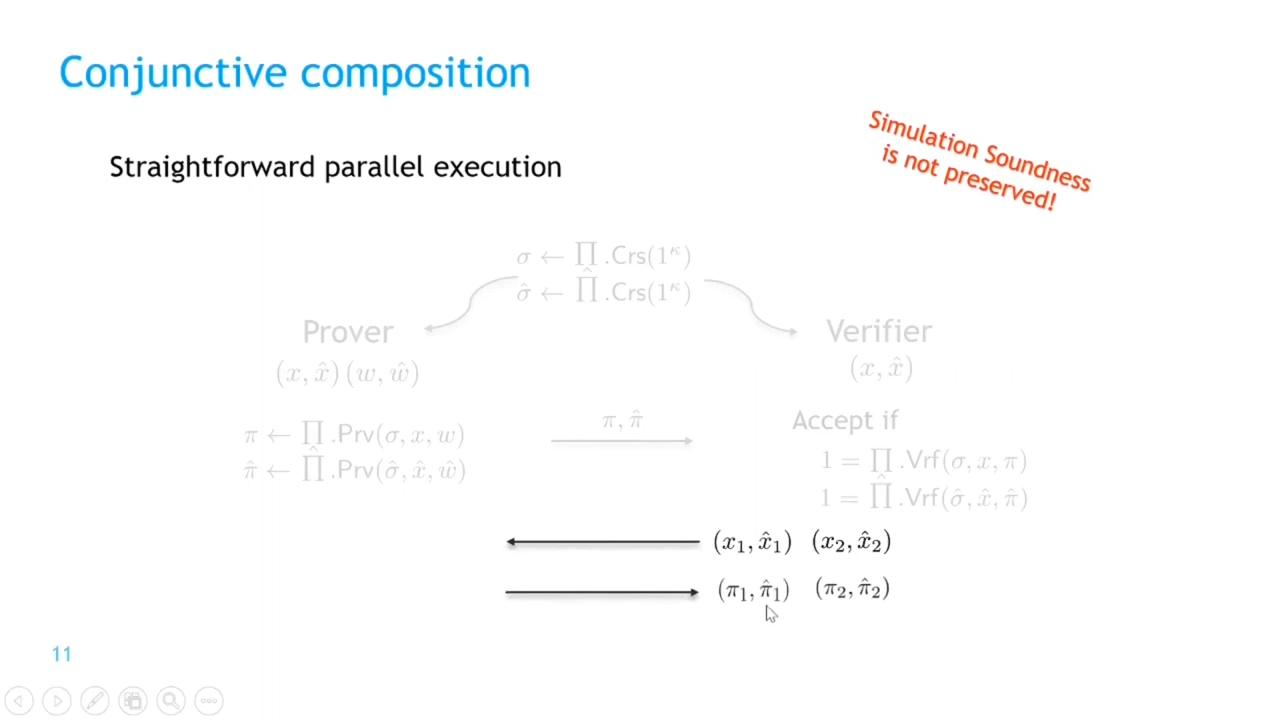 Conjunctive composition
Simulation Soundness
is not preserved!
Straightforward parallel execution
σ ← ∏ .Crs(1^κ)
σ̂ ← ∏̂ .Crs(1^κ)
Prover
Verifier
(x, x̂) (w, ŵ)
(x, x̂)
π ← ∏ .Prv(σ, x, w)
π̂ ← ∏̂ .Prv(σ̂, x̂, ŵ)
π, π̂
Accept if
1 = ∏ .Vrf(σ, x, π)
1 = ∏̂ .Vrf(σ̂, x̂, π̂)
(x₁, x̂₁) (x₂, x̂₂)
(π₁, π̂₁) (π₂, π̂₂)
11